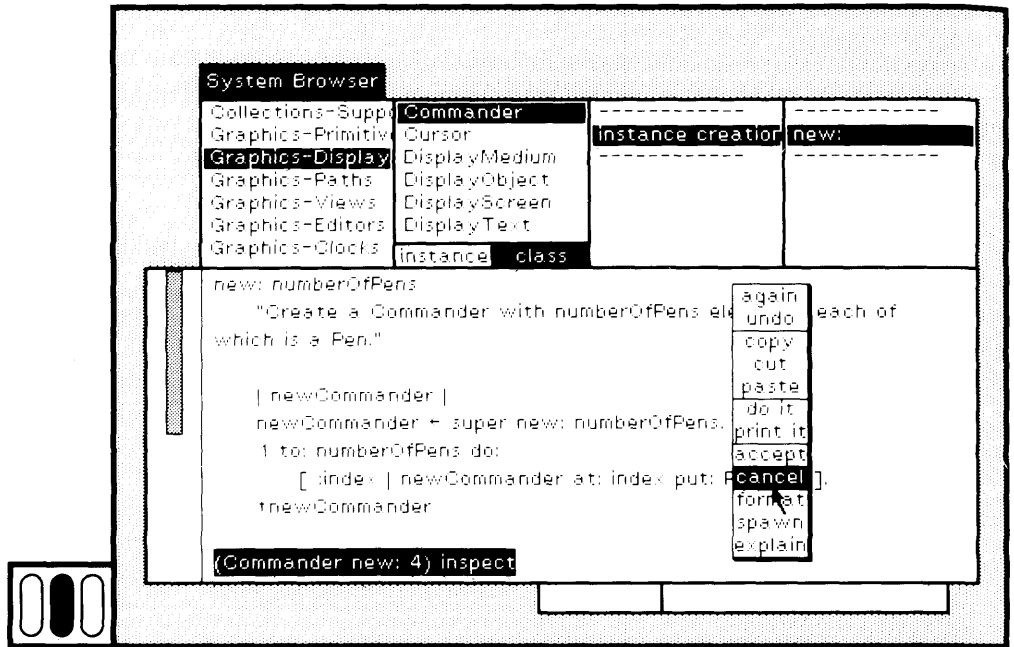 System Browser
Collections-Suppo
Graphics-Primitiv
Graphics-Display
Graphics-Paths
Graphics-Views
Graphics-Editors
Graphics-Clocks
Commander
Cursor
DisplayMedium
DisplayObject
DisplayScreen
DisplayText
instance class
------------
instance creation
------------
------------
new:
------------
new: numberOfPens
"Create a Commander with numberOfPens ele each of
which is a Pen."
| newCommander |
newCommander ← super new: numberOfPens.
1 to: numberOfPens do:
[ :index | newCommander at: index put: P ].
↑newCommander
(Commander new: 4) inspect
again
undo
copy
cut
paste
do it
print it
accept
cancel
format
spawn
explain